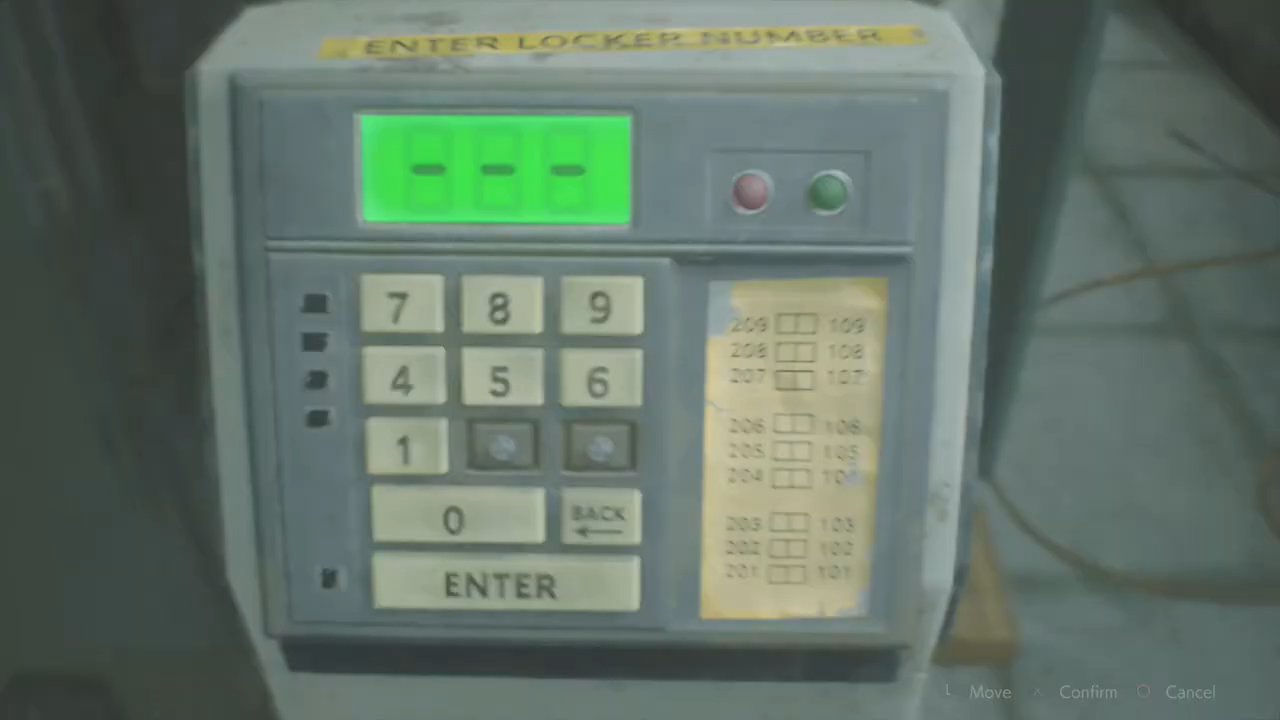 ENTER LOCKER NUMBER
7 8 9
4 5 6
1
0 BACK
ENTER
209 109
208 108
207 107
206 106
205 105
204
203 103
202 102
201 101
Move Confirm Cancel